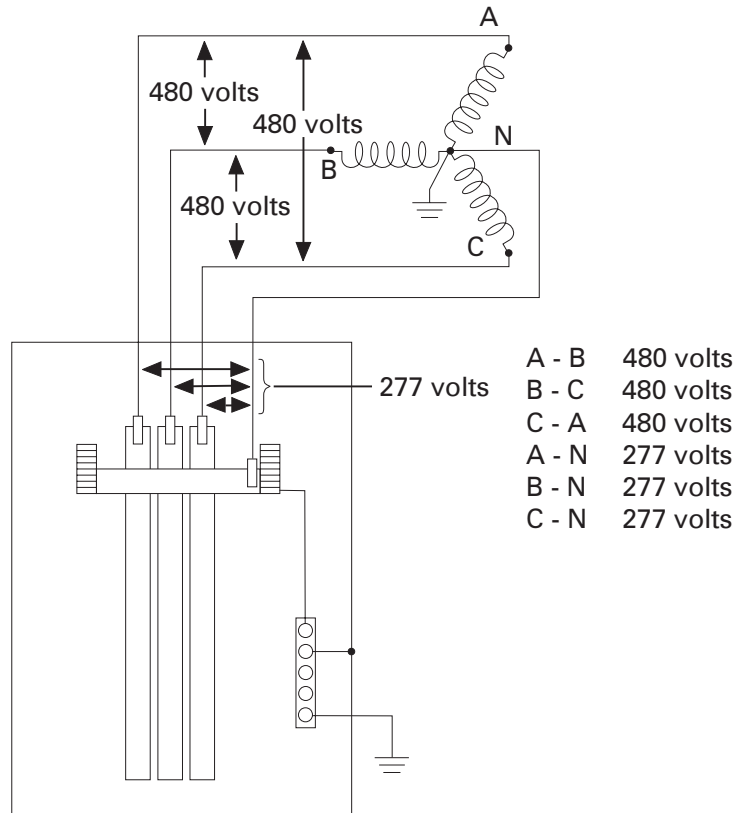 A
480 volts
480 volts
N
B
480 volts
C
277 volts
A - B 480 volts
B - C 480 volts
C - A 480 volts
A - N 277 volts
B - N 277 volts
C - N 277 volts